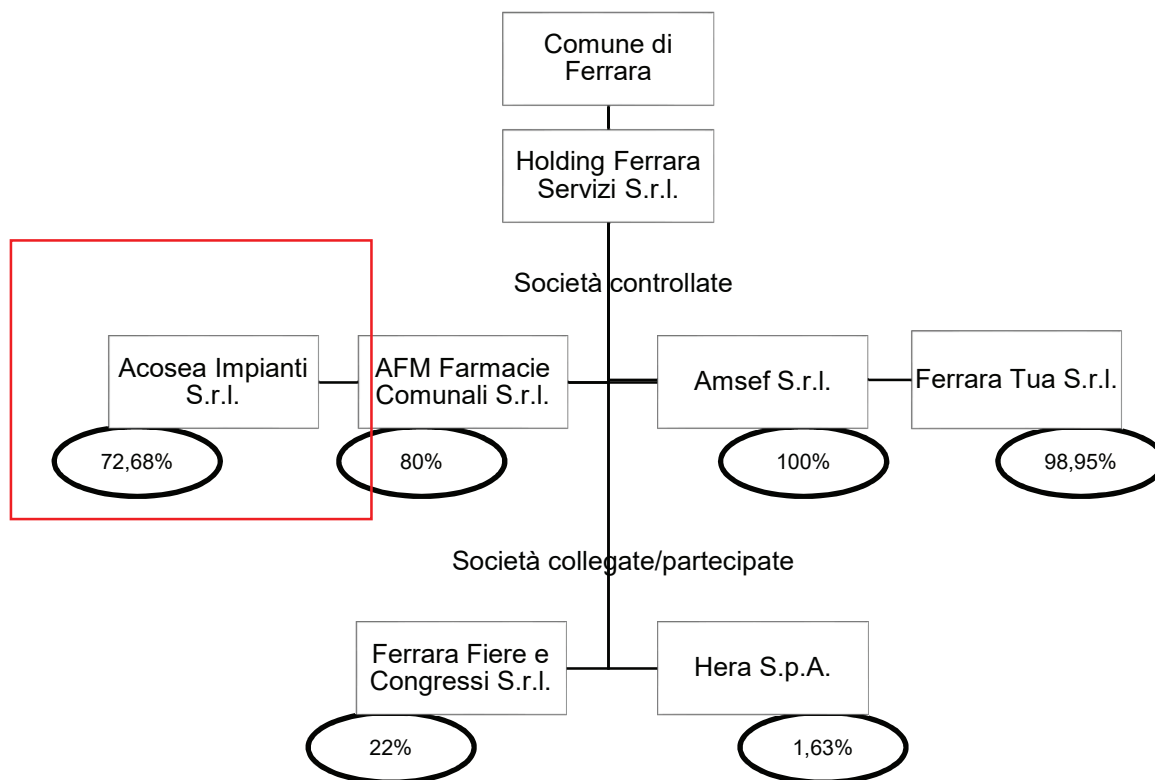 Comune di
Ferrara
Holding Ferrara
Servizi S.r.l.
Società controllate
Acosea Impianti
S.r.l.
AFM Farmacie
Comunali S.r.l.
Amsef S.r.l.
Ferrara Tua S.r.l.
72,68%
80%
100%
98,95%
Società collegate/partecipate
Ferrara Fiere e
Congressi S.r.l.
Hera S.p.A.
22%
1,63%